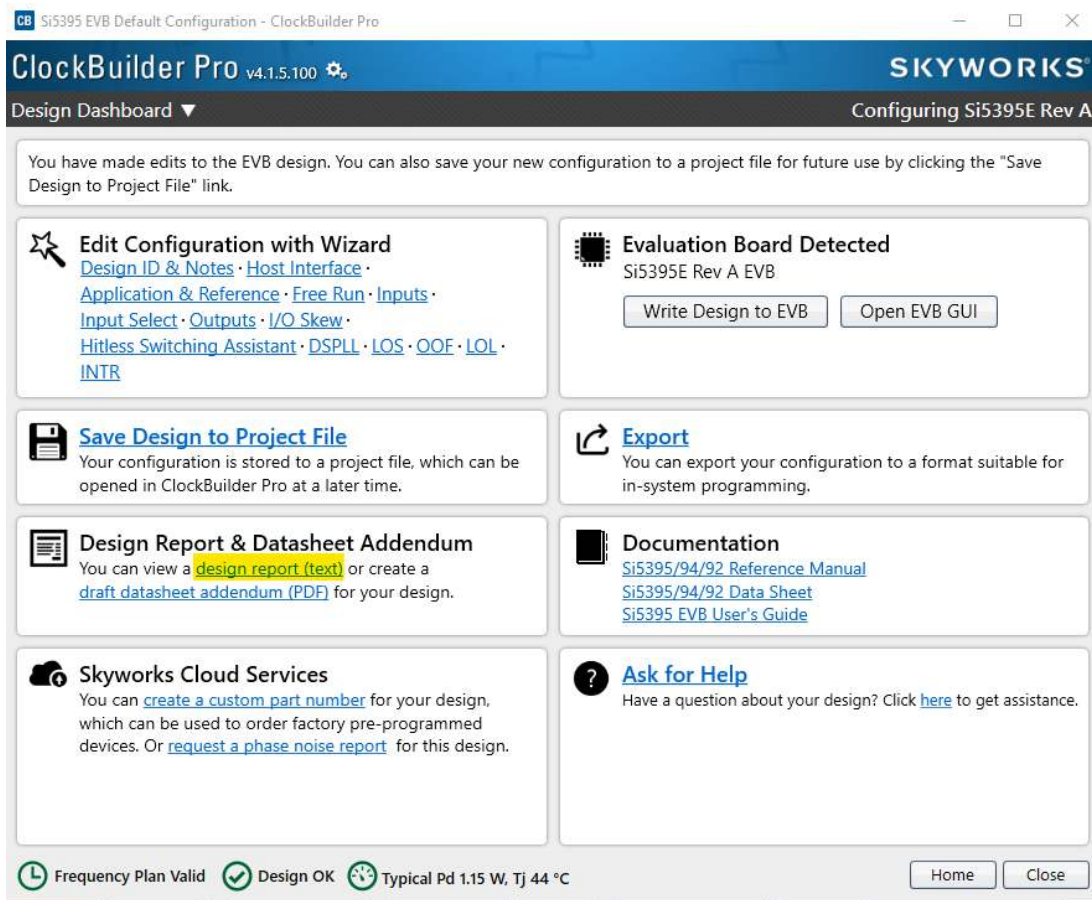 CB Si5395 EVB Default Configuration - ClockBuilder Pro
ClockBuilder Pro v4.1.5.100
SKYWORKS
Design Dashboard ▼
Configuring Si5395E Rev A
You have made edits to the EVB design. You can also save your new configuration to a project file for future use by clicking the "Save
Design to Project File" link.
Edit Configuration with Wizard
Design ID & Notes · Host Interface ·
Application & Reference · Free Run · Inputs ·
Input Select · Outputs · I/O Skew ·
Hitless Switching Assistant · DSPLL · LOS · OOF · LOL ·
INTR
Evaluation Board Detected
Si5395E Rev A EVB
Write Design to EVB
Open EVB GUI
Save Design to Project File
Your configuration is stored to a project file, which can be
opened in ClockBuilder Pro at a later time.
Export
You can export your configuration to a format suitable for
in-system programming.
Design Report & Datasheet Addendum
You can view a design report (text) or create a
draft datasheet addendum (PDF) for your design.
Documentation
Si5395/94/92 Reference Manual
Si5395/94/92 Data Sheet
Si5395 EVB User's Guide
Skyworks Cloud Services
You can create a custom part number for your design,
which can be used to order factory pre-programmed
devices. Or request a phase noise report for this design.
Ask for Help
Have a question about your design? Click here to get assistance.
Frequency Plan Valid
Design OK
Typical Pd 1.15 W, Tj 44 °C
Home
Close